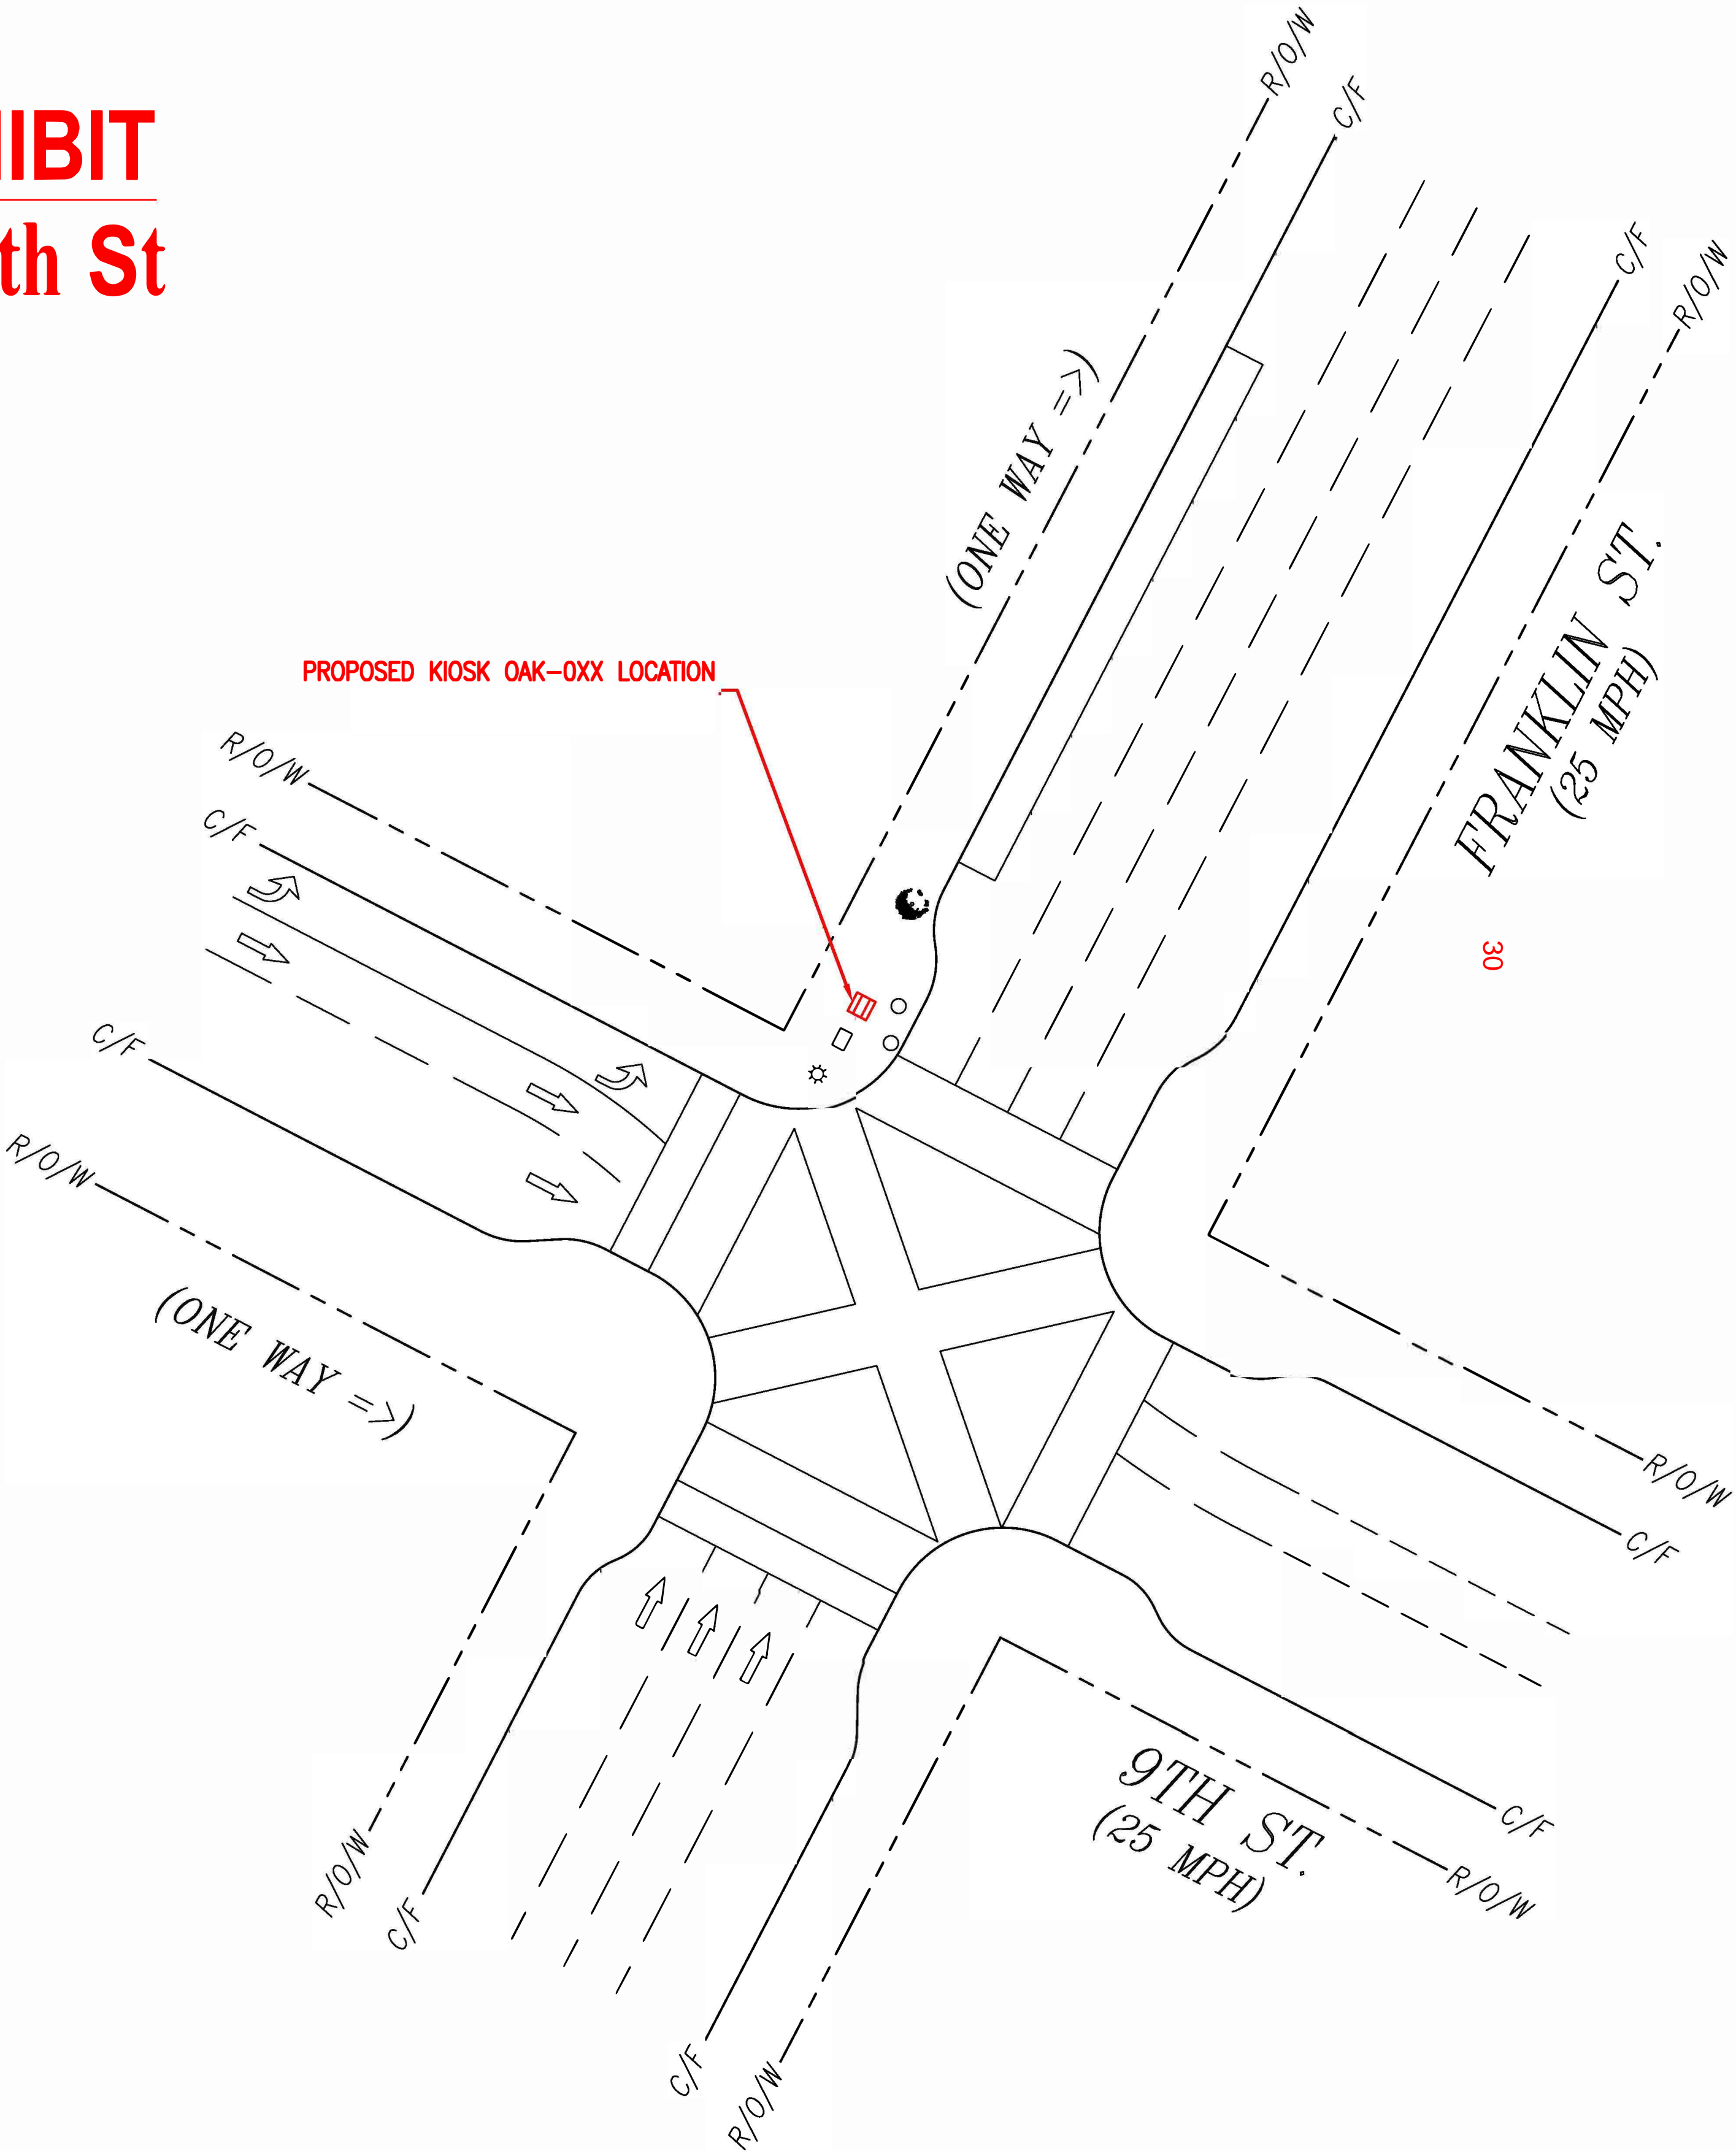 IBIT
th St
R/O/W
C/F
C/F
R/O/W
(ONE WAY =>)
FRANKLIN ST.
(25 MPH)
PROPOSED KIOSK OAK-0XX LOCATION
R/O/W
C/F
30
C/F
R/O/W
(ONE WAY =>)
R/O/W
C/F
9TH ST.
(25 MPH)
C/F
R/O/W
R/O/W
C/F
C/F
R/O/W